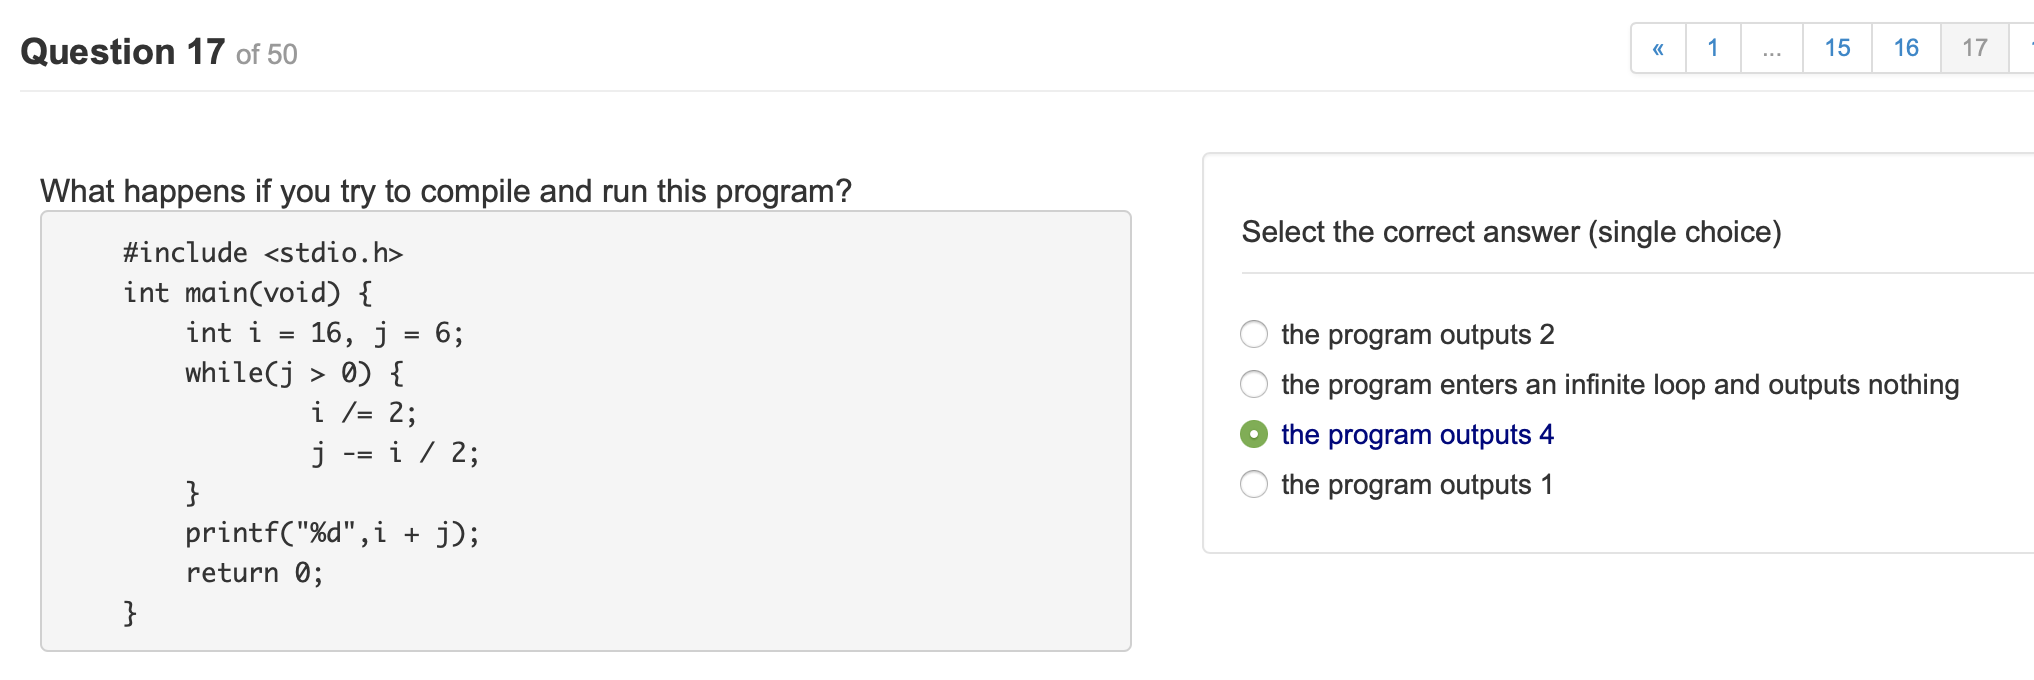 Question 17 of 50
« 1 ... 15 16 17
What happens if you try to compile and run this program?
#include <stdio.h>
int main(void) {
    int i = 16, j = 6;
    while(j > 0) {
            i /= 2;
            j -= i / 2;
    }
    printf("%d",i + j);
    return 0;
}
Select the correct answer (single choice)
the program outputs 2
the program enters an infinite loop and outputs nothing
the program outputs 4
the program outputs 1